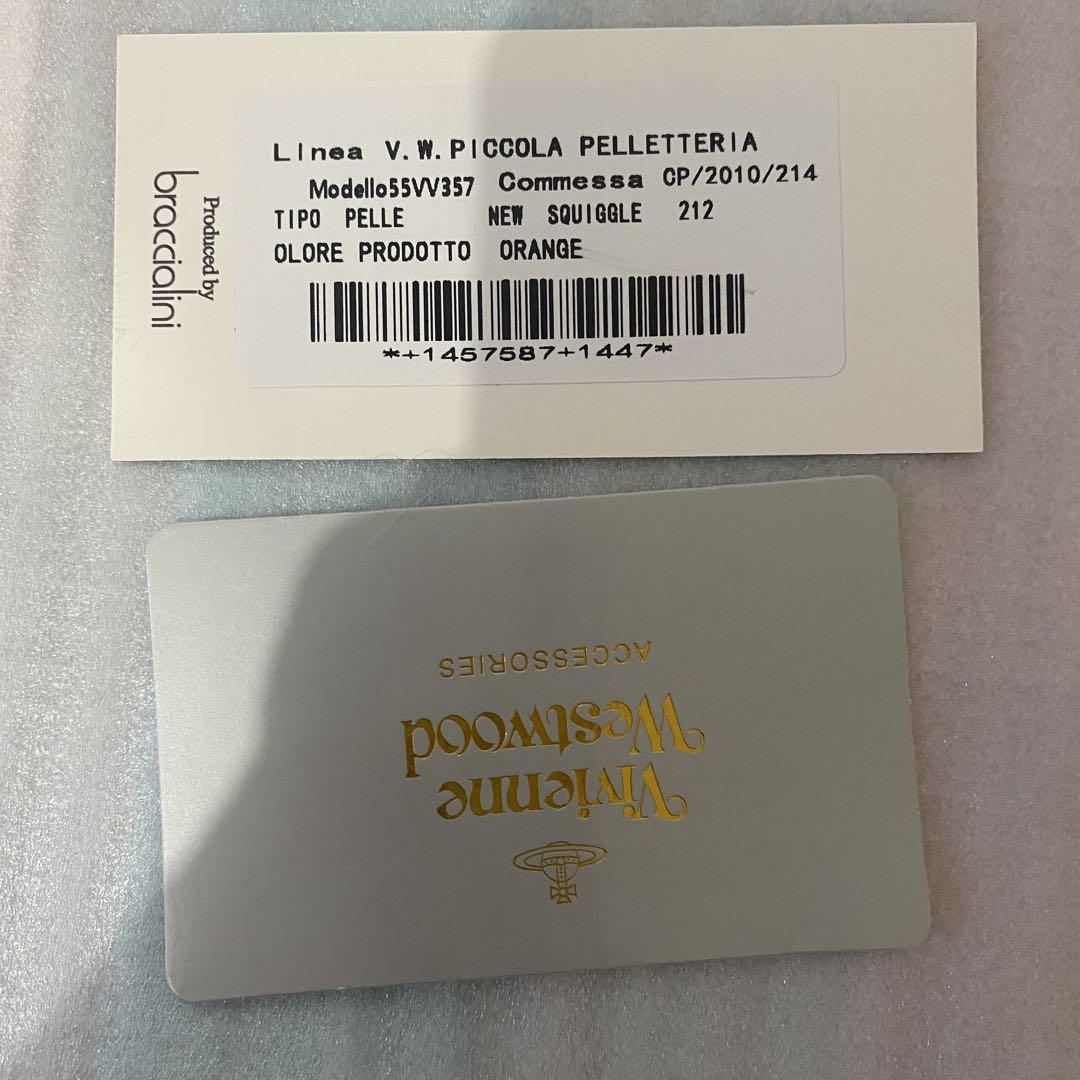 Produced by
braccialini
Linea V.W.PICCOLA PELLETTERIA
Modello55VV357 Commessa CP/2010/214
TIPO PELLE NEW SQUIGGLE 212
OLORE PRODOTTO ORANGE
*+1457587+1447*
Vivienne
Westwood
ACCESSORIES